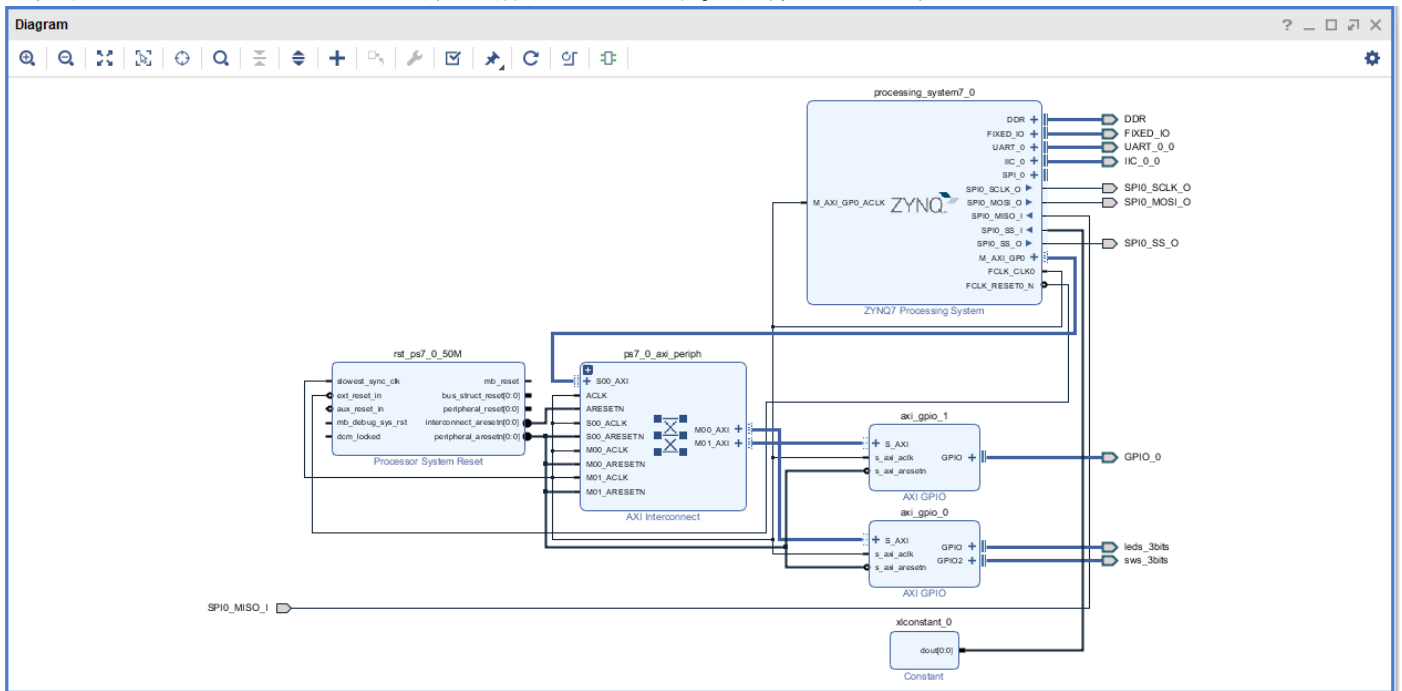 Diagram
processing_system7_0
DDR
FIXED_IO
UART_0
IIC_0
SPI_0
SPI0_SCLK_O
SPI0_MOSI_O
SPI0_MISO_I
SPI0_SS_I
SPI0_SS_O
M_AXI_GP0
FCLK_CLK0
FCLK_RESET0_N
M_AXI_GP0_ACLK
ZYNQ
ZYNQ7 Processing System
DDR
FIXED_IO
UART_0_0
IIC_0_0
SPI0_SCLK_O
SPI0_MOSI_O
SPI0_SS_O
rst_ps7_0_50M
slowest_sync_clk
ext_reset_in
aux_reset_in
mb_debug_sys_rst
dcm_locked
mb_reset
bus_struct_reset[0:0]
peripheral_reset[0:0]
interconnect_aresetn[0:0]
peripheral_aresetn[0:0]
Processor System Reset
ps7_0_axi_periph
S00_AXI
ACLK
ARESETN
S00_ACLK
S00_ARESETN
M00_ACLK
M00_ARESETN
M01_ACLK
M01_ARESETN
M00_AXI
M01_AXI
AXI Interconnect
axi_gpio_1
S_AXI
s_axi_aclk
s_axi_aresetn
GPIO
AXI GPIO
GPIO_0
axi_gpio_0
S_AXI
s_axi_aclk
s_axi_aresetn
GPIO
GPIO2
AXI GPIO
leds_3bits
sws_3bits
SPI0_MISO_I
xlconstant_0
dout[0:0]
Constant